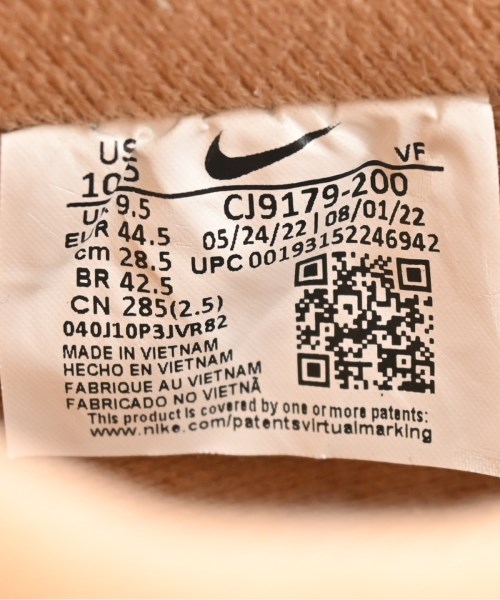 US
10.5
VF
UK 9.5
CJ9179-200
EUR 44.5
05/24/22 | 08/01/22
cm 28.5
UPC 00193152246942
BR 42.5
CN 285(2.5)
040J10P3JVR82
MADE IN VIETNAM
HECHO EN VIETNAM
FABRIQUE AU VIETNAM
FABRICADO NO VIETNÃ
This product is covered by one or more patents:
www.nike.com/patentsvirtualmarking